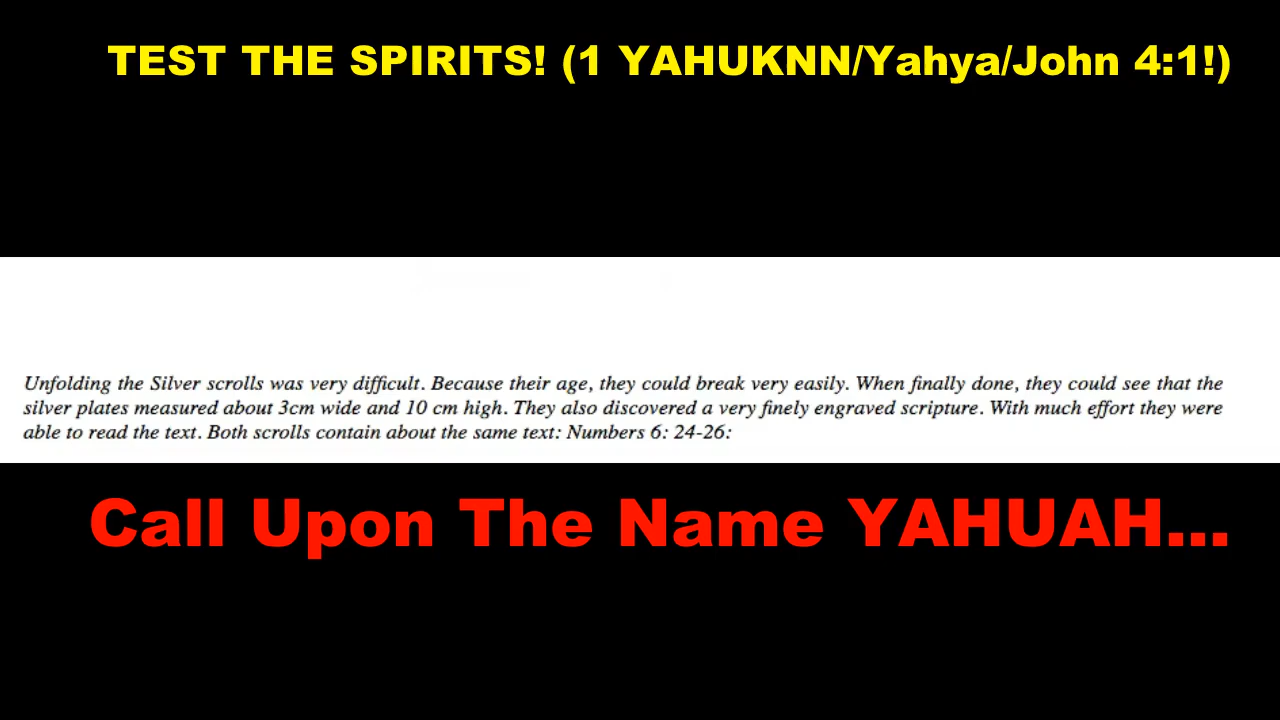 TEST THE SPIRITS! (1 YAHUKNN/Yahya/John 4:1!)
Unfolding the Silver scrolls was very difficult. Because their age, they could break very easily. When finally done, they could see that the
silver plates measured about 3cm wide and 10 cm high. They also discovered a very finely engraved scripture. With much effort they were
able to read the text. Both scrolls contain about the same text: Numbers 6: 24-26:
Call Upon The Name YAHUAH...